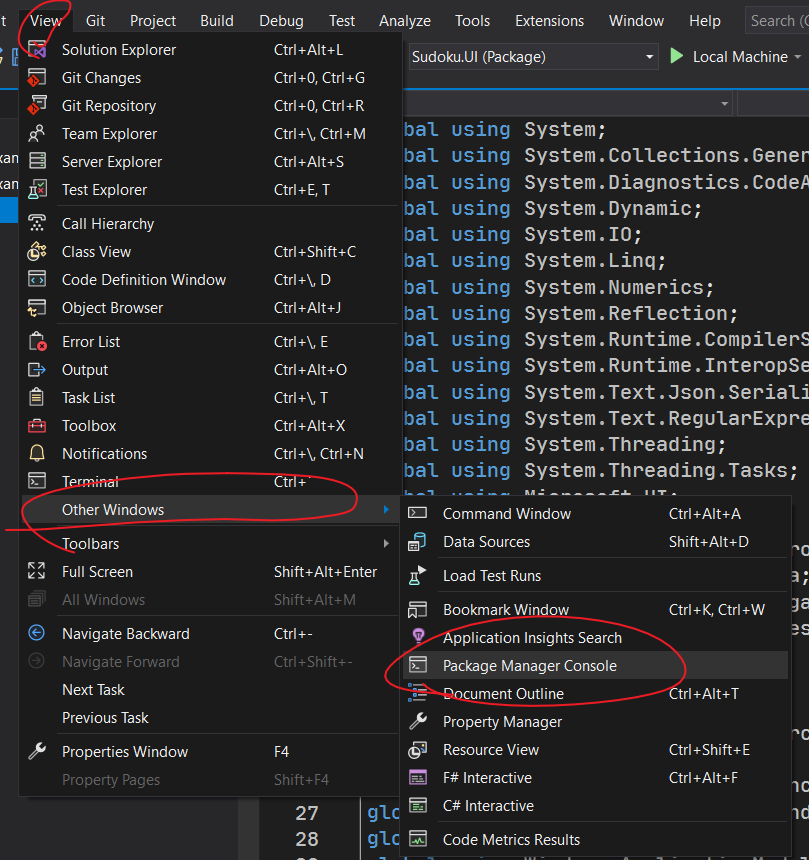 t View Git Project Build Debug Test Analyze Tools Extensions Window Help Search (
Sudoku.UI (Package) Local Machine
Solution Explorer Ctrl+Alt+L
Git Changes Ctrl+0, Ctrl+G
Git Repository Ctrl+0, Ctrl+R
Team Explorer Ctrl+\, Ctrl+M
Server Explorer Ctrl+Alt+S
Test Explorer Ctrl+E, T
Call Hierarchy
Class View Ctrl+Shift+C
Code Definition Window Ctrl+\, D
Object Browser Ctrl+Alt+J
Error List Ctrl+\, E
Output Ctrl+Alt+O
Task List Ctrl+\, T
Toolbox Ctrl+Alt+X
Notifications Ctrl+\, Ctrl+N
Terminal Ctrl+`
Other Windows
Toolbars
Full Screen Shift+Alt+Enter
All Windows Shift+Alt+M
Navigate Backward Ctrl+-
Navigate Forward Ctrl+Shift+-
Next Task
Previous Task
Properties Window F4
Property Pages Shift+F4
bal using System;
bal using System.Collections.Gener
bal using System.Diagnostics.CodeA
bal using System.Dynamic;
bal using System.IO;
bal using System.Linq;
bal using System.Numerics;
bal using System.Reflection;
bal using System.Runtime.CompilerS
bal using System.Runtime.InteropSe
bal using System.Text.Json.Seriali
bal using System.Text.RegularExpre
bal using System.Threading;
bal using System.Threading.Tasks;
bal using Microsoft.UI;
Command Window Ctrl+Alt+A
Data Sources Shift+Alt+D
Load Test Runs
Bookmark Window Ctrl+K, Ctrl+W
Application Insights Search
Package Manager Console
Document Outline Ctrl+Alt+T
Property Manager
Resource View Ctrl+Shift+E
F# Interactive Ctrl+Alt+F
C# Interactive
Code Metrics Results
27 glo
28 glo